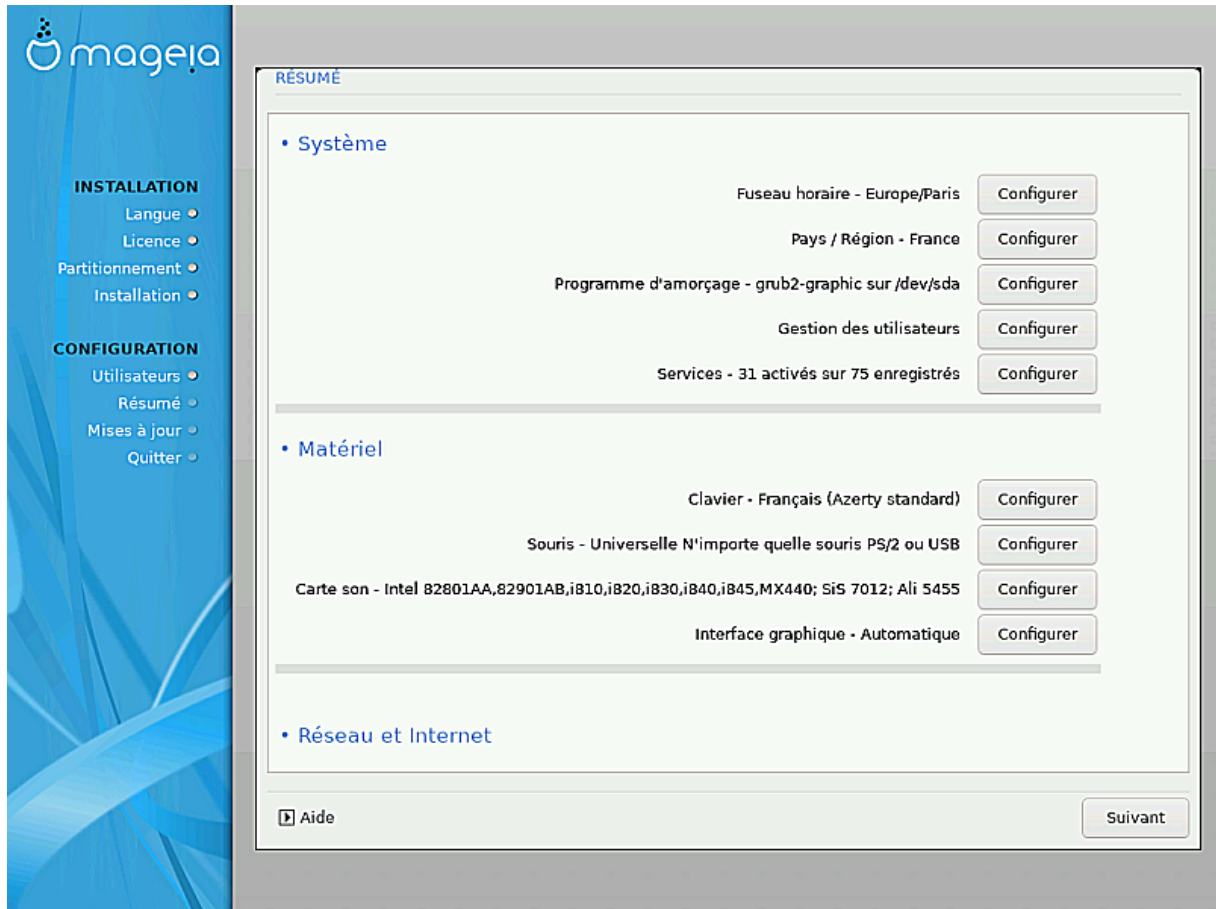 mageia
INSTALLATION
Langue
Licence
Partitionnement
Installation
CONFIGURATION
Utilisateurs
Résumé
Mises à jour
Quitter
RÉSUMÉ
• Système
Fuseau horaire - Europe/Paris Configurer
Pays / Région - France Configurer
Programme d'amorçage - grub2-graphic sur /dev/sda Configurer
Gestion des utilisateurs Configurer
Services - 31 activés sur 75 enregistrés Configurer
• Matériel
Clavier - Français (Azerty standard) Configurer
Souris - Universelle N'importe quelle souris PS/2 ou USB Configurer
Carte son - Intel 82801AA,82901AB,i810,i820,i830,i840,i845,MX440; SiS 7012; Ali 5455 Configurer
Interface graphique - Automatique Configurer
• Réseau et Internet
Aide
Suivant